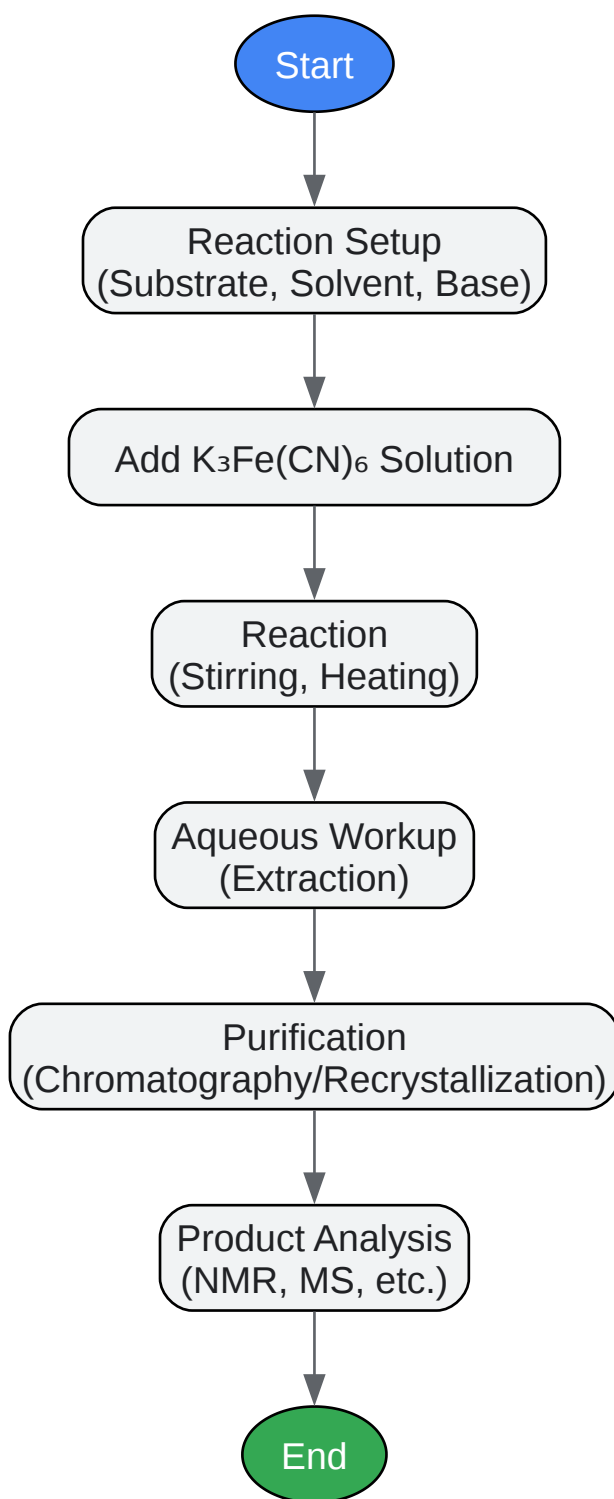 Start
Reaction Setup
(Substrate, Solvent, Base)
Add K₃Fe(CN)₆ Solution
Reaction
(Stirring, Heating)
Aqueous Workup
(Extraction)
Purification
(Chromatography/Recrystallization)
Product Analysis
(NMR, MS, etc.)
End